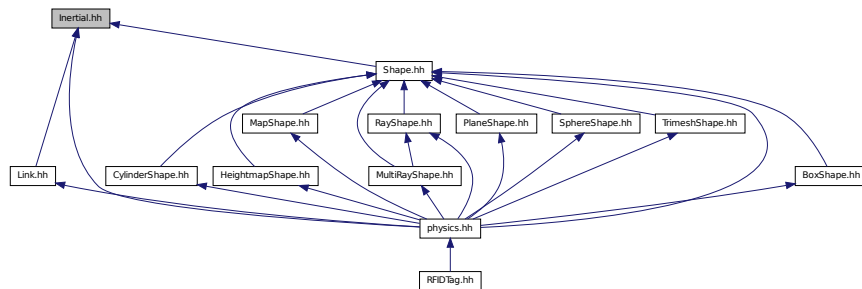 Inertial.hh
Shape.hh
MapShape.hh
RayShape.hh
PlaneShape.hh
SphereShape.hh
TrimeshShape.hh
Link.hh
CylinderShape.hh
HeightmapShape.hh
MultiRayShape.hh
BoxShape.hh
physics.hh
RFIDTag.hh